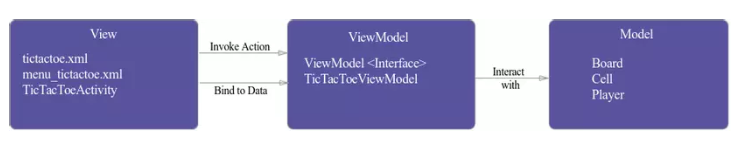 View
tictactoe.xml
menu_tictactoe.xml
TicTacToeActivity
Invoke Action
Bind to Data
ViewModel
ViewModel <Interface>
TicTacToeViewModel
Interact
with
Model
Board
Cell
Player